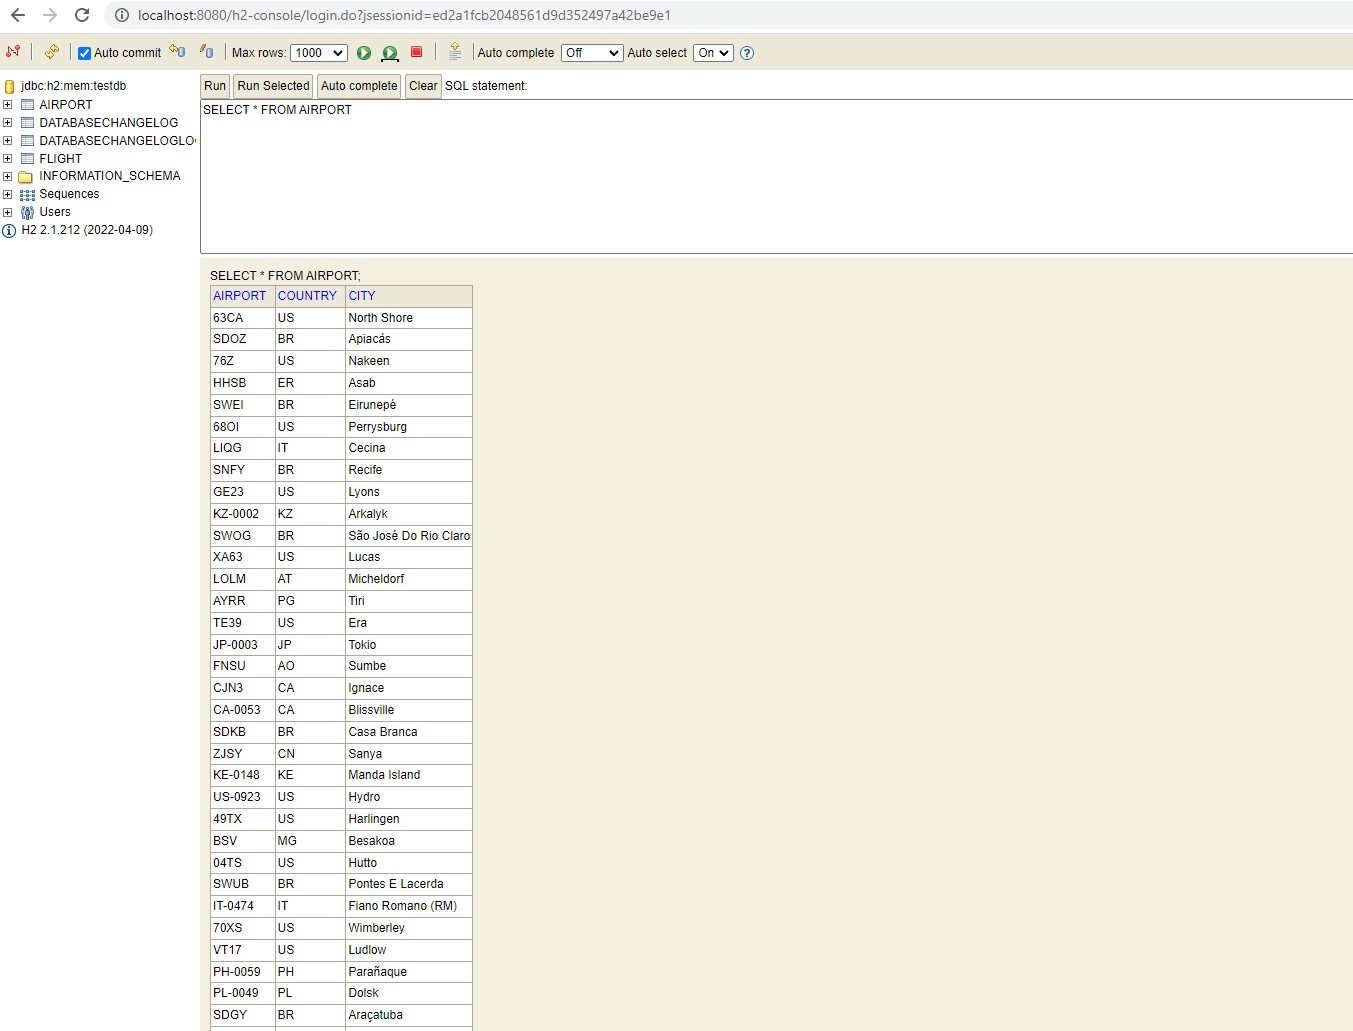 localhost:8080/h2-console/login.do?jsessionid=ed2a1fcb2048561d9d352497a42be9e1
Auto commit Max rows: 1000 Auto complete Off Auto select On
jdbc:h2:mem:testdb
AIRPORT
DATABASECHANGELOG
DATABASECHANGELOGLO
FLIGHT
INFORMATION_SCHEMA
Sequences
Users
H2 2.1.212 (2022-04-09)
Run Run Selected Auto complete Clear SQL statement:
SELECT * FROM AIRPORT
SELECT * FROM AIRPORT;
AIRPORT COUNTRY CITY
63CA US North Shore
SDOZ BR Apiacás
76Z US Nakeen
HHSB ER Asab
SWEI BR Eirunepé
68OI US Perrysburg
LIQG IT Cecina
SNFY BR Recife
GE23 US Lyons
KZ-0002 KZ Arkalyk
SWOG BR São José Do Rio Claro
XA63 US Lucas
LOLM AT Micheldorf
AYRR PG Tiri
TE39 US Era
JP-0003 JP Tokio
FNSU AO Sumbe
CJN3 CA Ignace
CA-0053 CA Blissville
SDKB BR Casa Branca
ZJSY CN Sanya
KE-0148 KE Manda Island
US-0923 US Hydro
49TX US Harlingen
BSV MG Besakoa
04TS US Hutto
SWUB BR Pontes E Lacerda
IT-0474 IT Fiano Romano (RM)
70XS US Wimberley
VT17 US Ludlow
PH-0059 PH Parañaque
PL-0049 PL Dolsk
SDGY BR Araçatuba